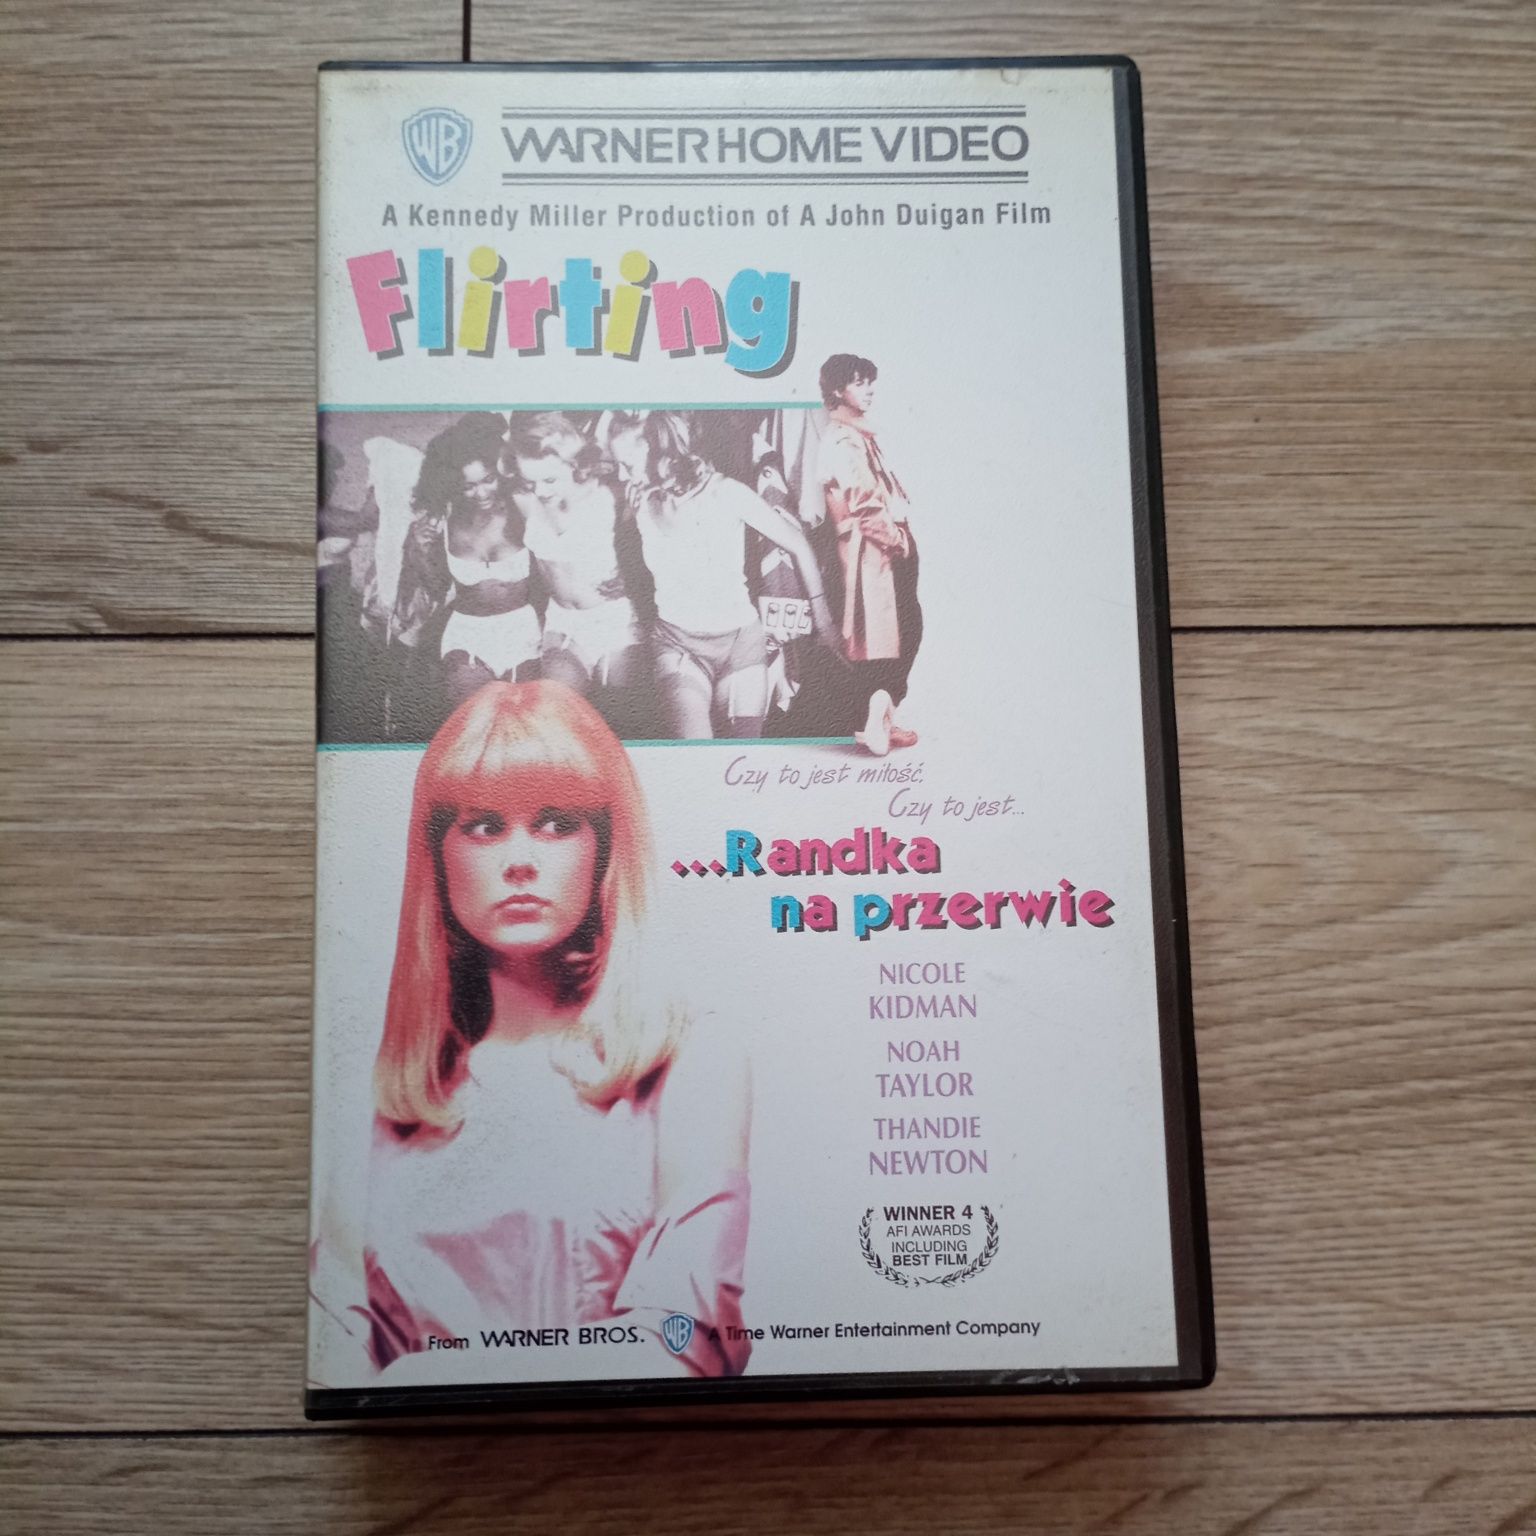 WB WARNER HOME VIDEO
A Kennedy Miller Production of A John Duigan Film
Flirting
Czy to jest miłość,
Czy to jest...
...Randka
na przerwie
NICOLE
KIDMAN
NOAH
TAYLOR
THANDIE
NEWTON
WINNER 4
AFI AWARDS
INCLUDING
BEST FILM
From WARNER BROS. WB A Time Warner Entertainment Company